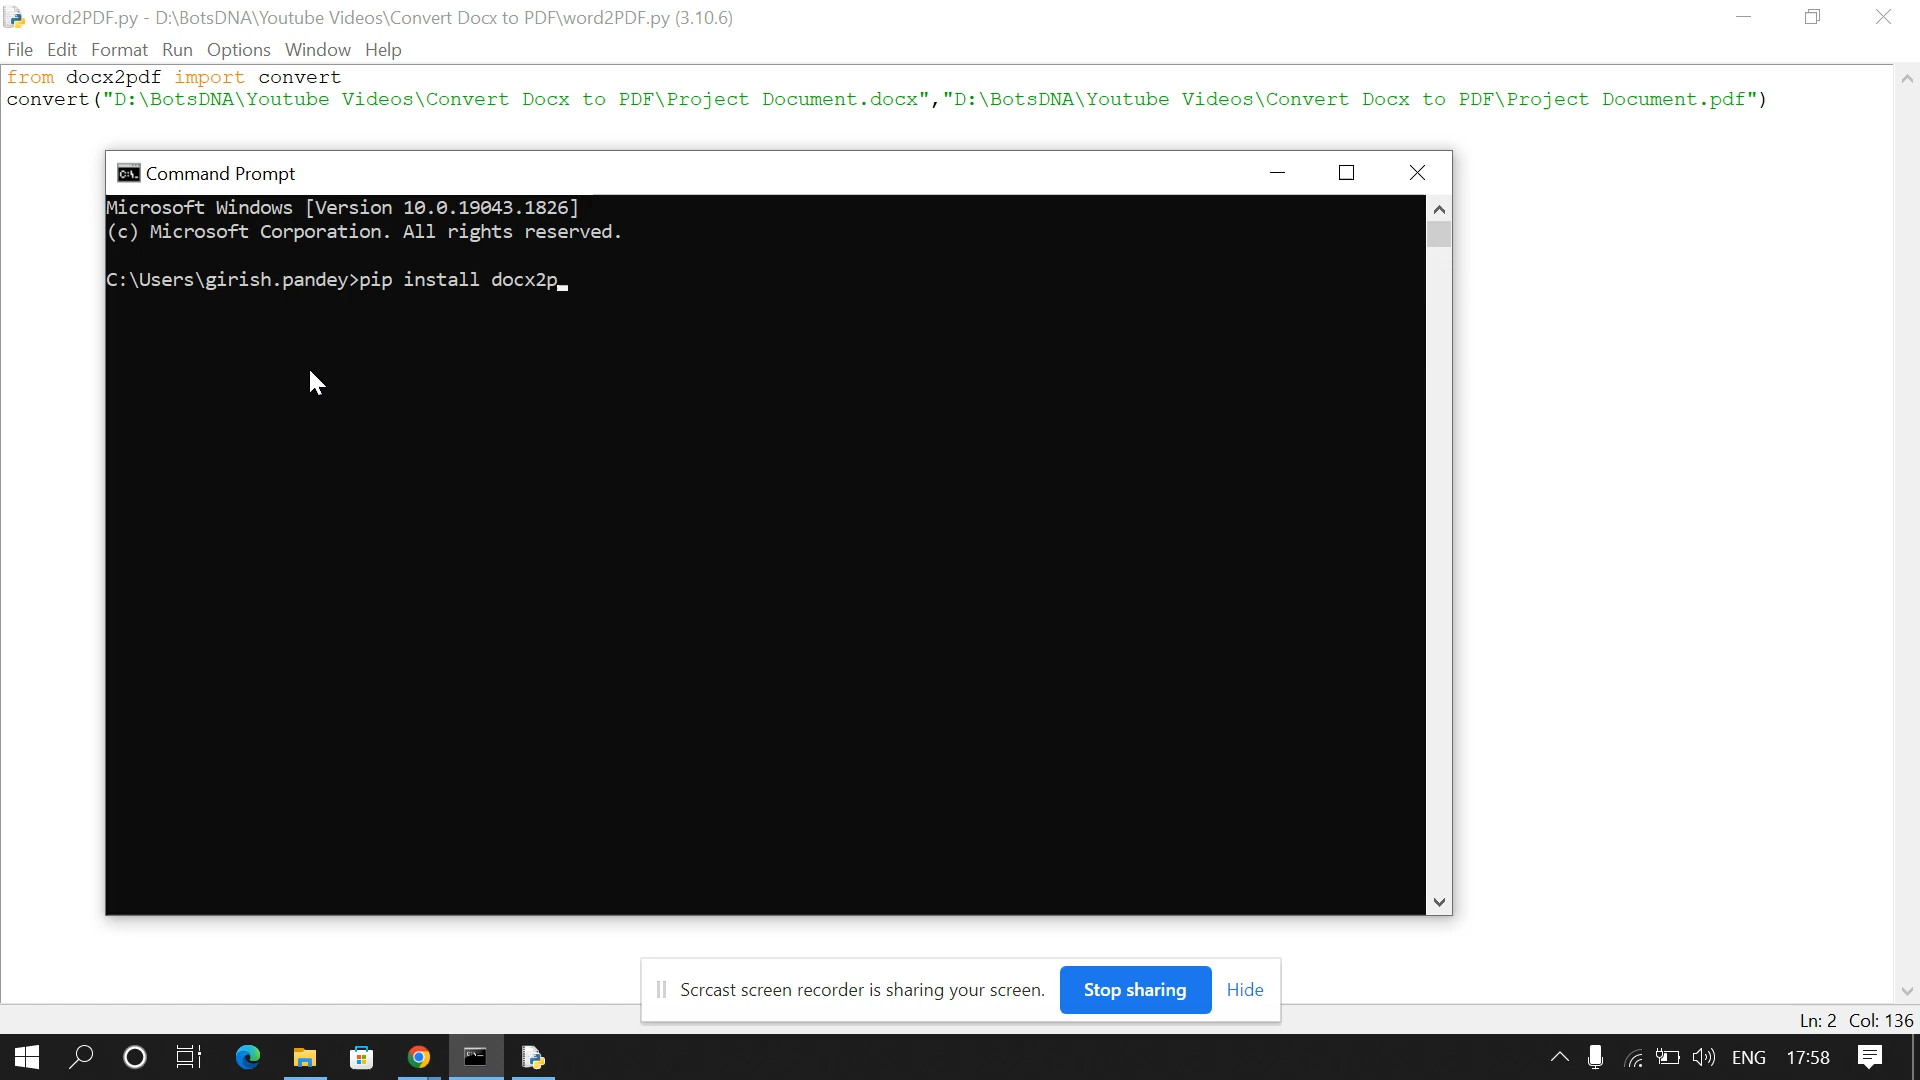 word2PDF.py - D:\BotsDNA\Youtube Videos\Convert Docx to PDF\word2PDF.py (3.10.6)
File Edit Format Run Options Window Help
from docx2pdf import convert
convert("D:\BotsDNA\Youtube Videos\Convert Docx to PDF\Project Document.docx","D:\BotsDNA\Youtube Videos\Convert Docx to PDF\Project Document.pdf")
Command Prompt
Microsoft Windows [Version 10.0.19043.1826]
(c) Microsoft Corporation. All rights reserved.
C:\Users\girish.pandey>pip install docx2p_
Scrcast screen recorder is sharing your screen. Stop sharing Hide
Ln: 2 Col: 136
ENG 17:58